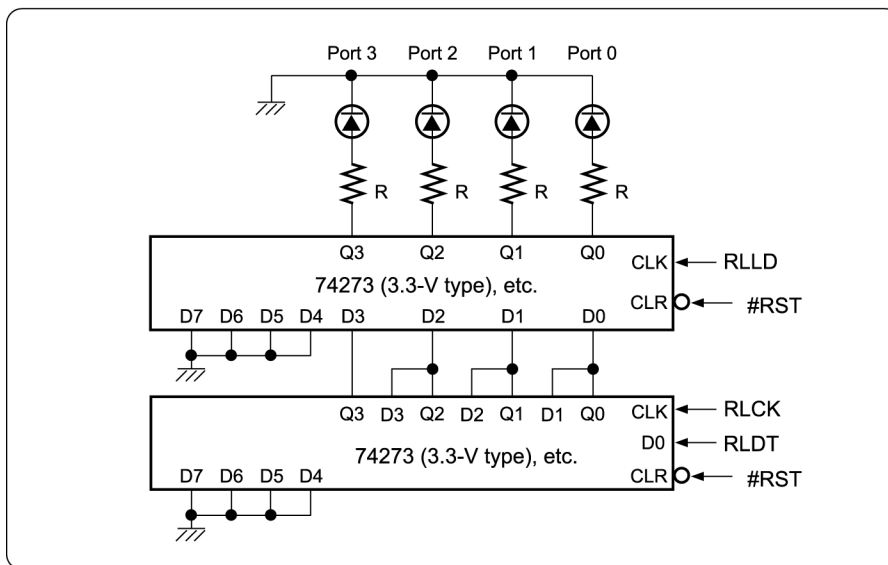 Port 3 Port 2 Port 1 Port 0
R R R R
Q3 Q2 Q1 Q0
CLK RLLD
74273 (3.3-V type), etc.
CLR #RST
D7 D6 D5 D4 D3 D2 D1 D0
Q3 D3 Q2 D2 Q1 D1 Q0 CLK RLCK
D0 RLDT
74273 (3.3-V type), etc.
D7 D6 D5 D4 CLR #RST